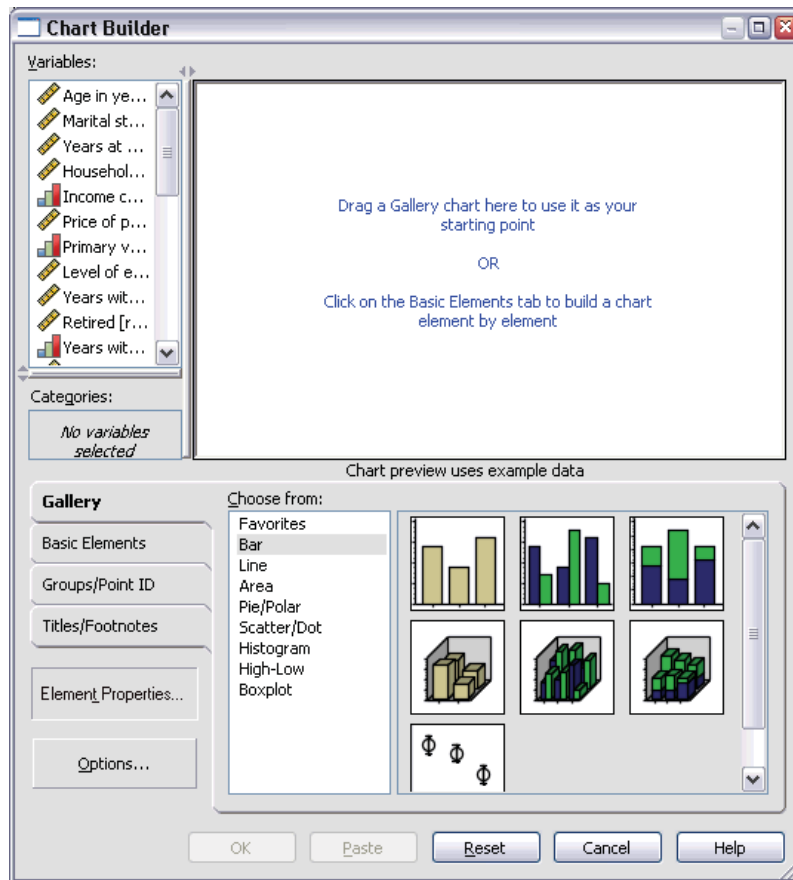 Chart Builder
Variables:
Age in ye...
Marital st...
Years at ...
Househol...
Income c...
Price of p...
Primary v...
Level of e...
Years wit...
Retired [r...
Years wit...
Drag a Gallery chart here to use it as your
starting point
OR
Click on the Basic Elements tab to build a chart
element by element
Categories:
No variables
selected
Chart preview uses example data
Gallery
Basic Elements
Groups/Point ID
Titles/Footnotes
Element Properties...
Options...
Choose from:
Favorites
Bar
Line
Area
Pie/Polar
Scatter/Dot
Histogram
High-Low
Boxplot
OK
Paste
Reset
Cancel
Help